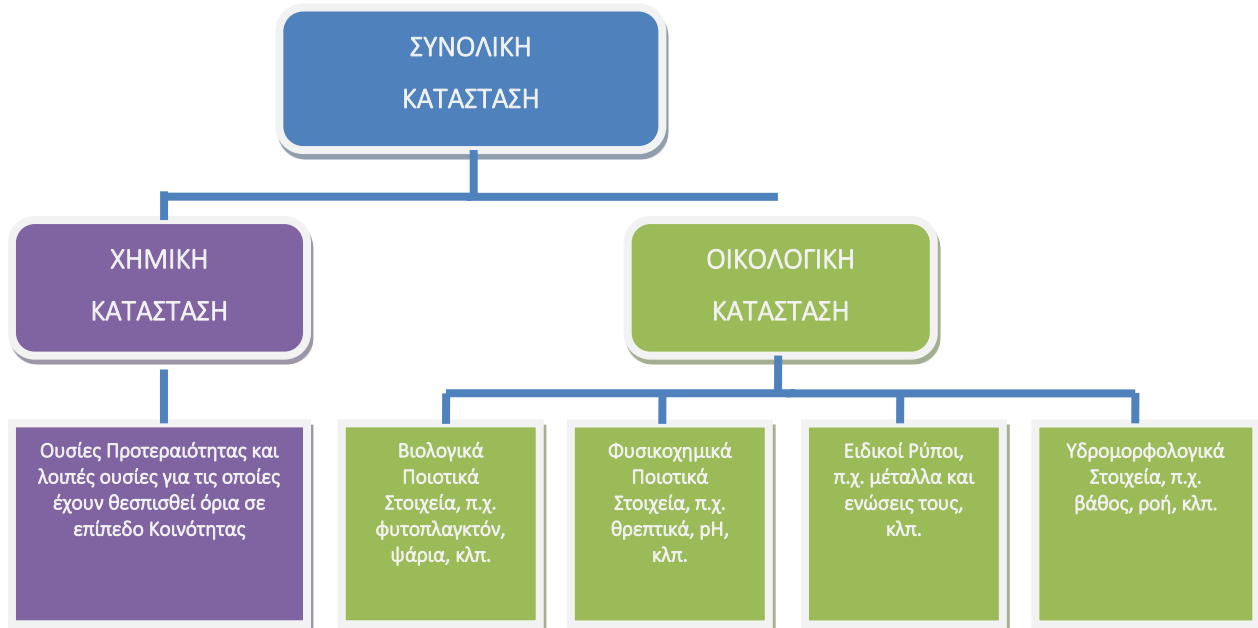 ΣΥΝΟΛΙΚΗ
ΚΑΤΑΣΤΑΣΗ
ΧΗΜΙΚΗ
ΚΑΤΑΣΤΑΣΗ
ΟΙΚΟΛΟΓΙΚΗ
ΚΑΤΑΣΤΑΣΗ
Ουσίες Προτεραιότητας και
λοιπές ουσίες για τις οποίες
έχουν θεσπισθεί όρια σε
επίπεδο Κοινότητας
Βιολογικά
Ποιοτικά
Στοιχεία, π.χ.
φυτοπλαγκτόν,
ψάρια, κλπ.
Φυσικοχημικά
Ποιοτικά
Στοιχεία, π.χ.
θρεπτικά, pH,
κλπ.
Ειδικοί Ρύποι,
π.χ. μέταλλα και
ενώσεις τους,
κλπ.
Υδρομορφολογικά
Στοιχεία, π.χ.
βάθος, ροή, κλπ.